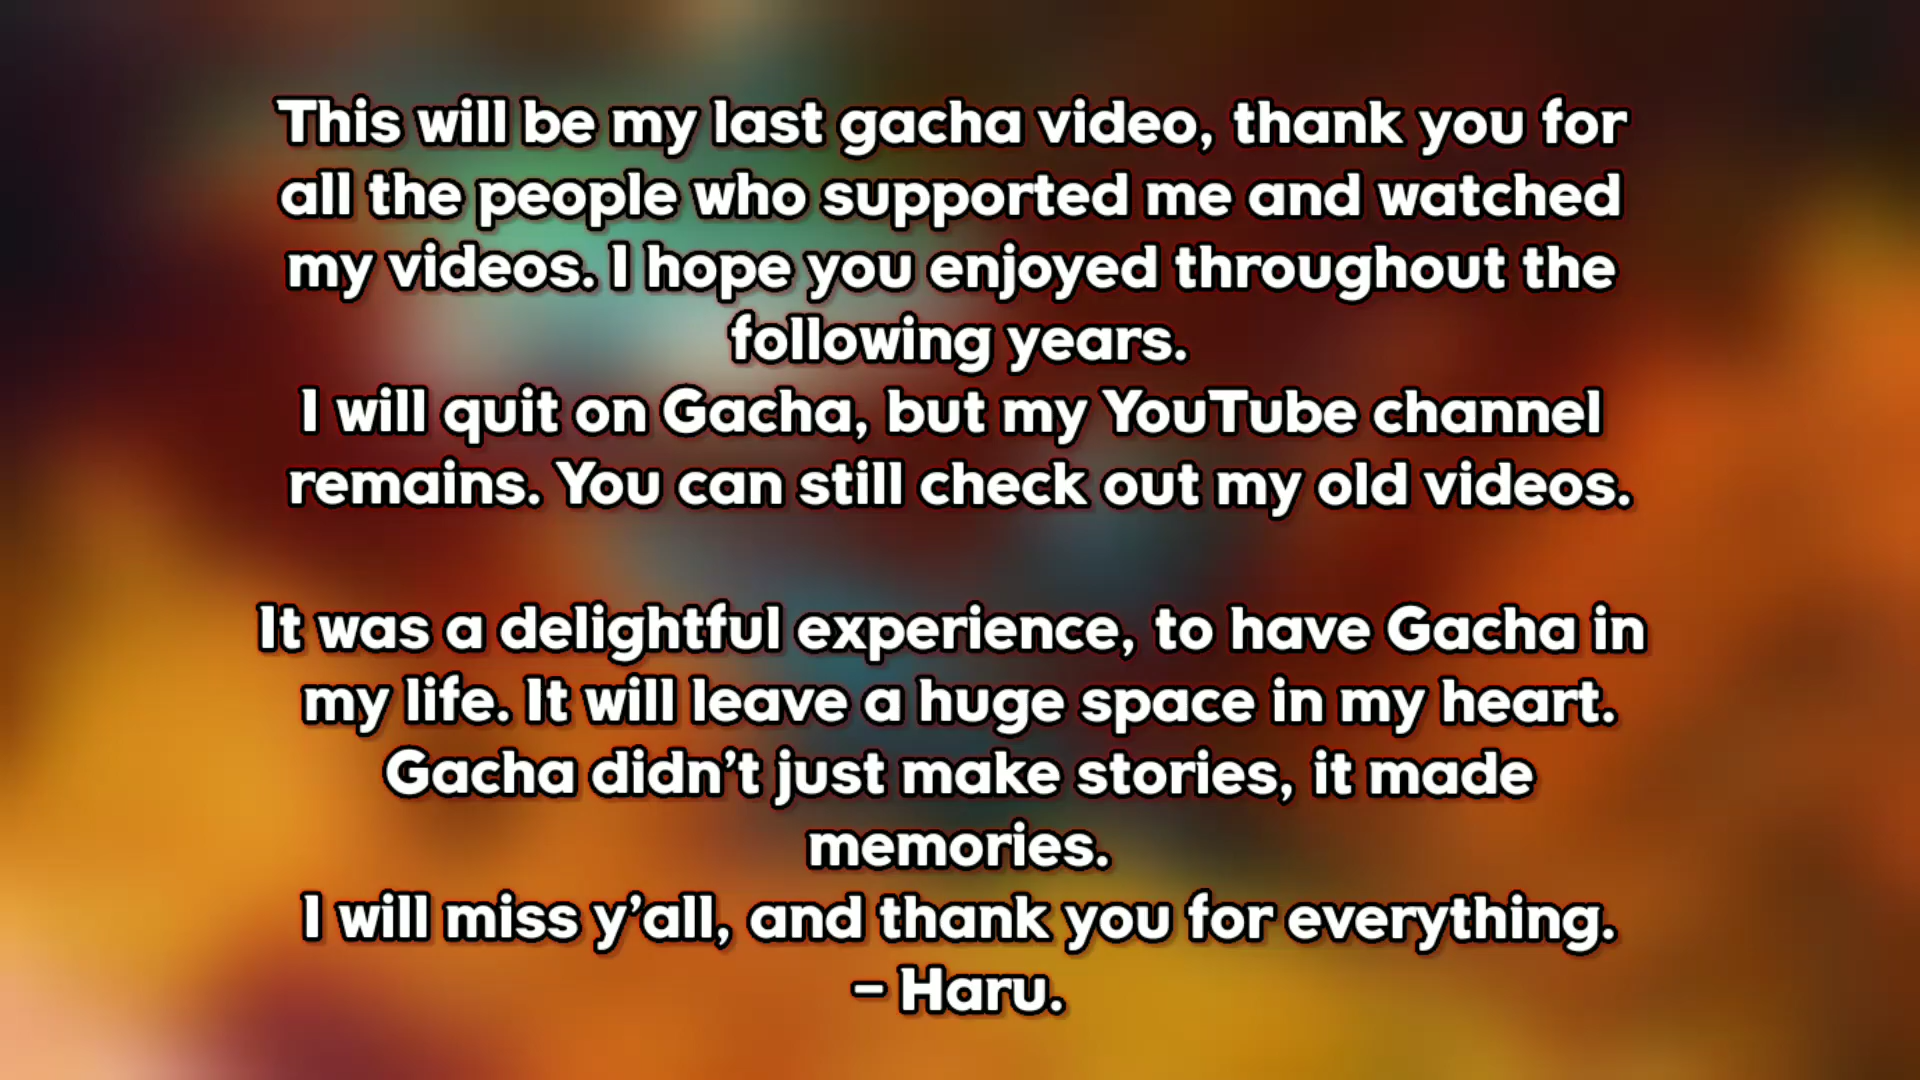 This will be my last gacha video, thank you for
all the people who supported me and watched
my videos. I hope you enjoyed throughout the
following years.
I will quit on Gacha, but my YouTube channel
remains. You can still check out my old videos.
It was a delightful experience, to have Gacha in
my life. It will leave a huge space in my heart.
Gacha didn’t just make stories, it made
memories.
I will miss y’all, and thank you for everything.
– Haru.